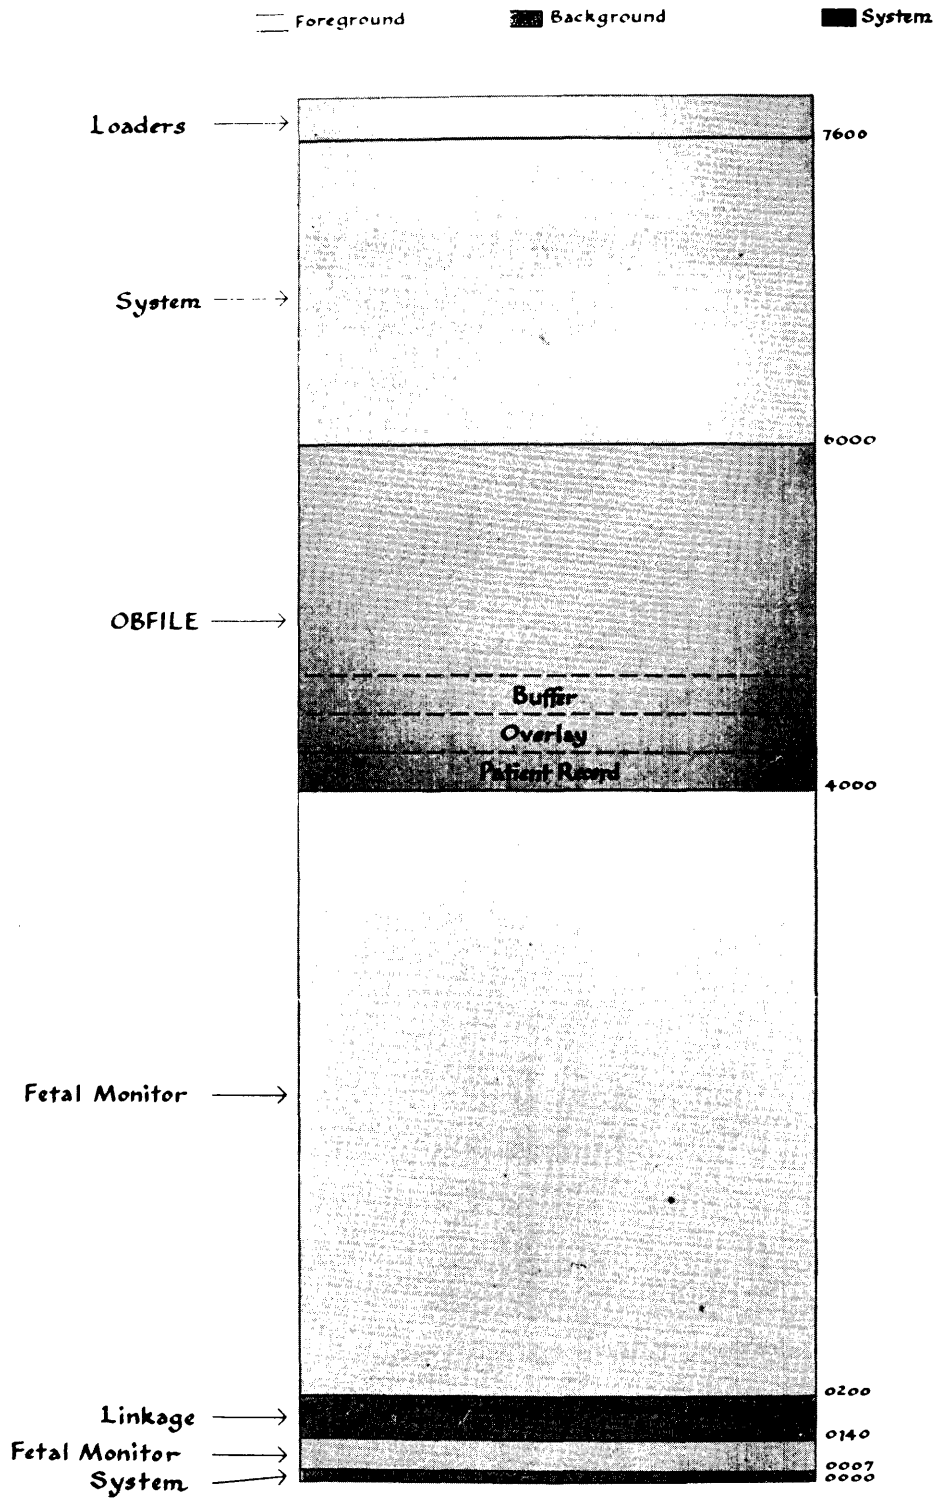 Foreground Background System
Loaders
7600
System
6000
OBFILE
Buffer
Overlay
Patient Record
4000
Fetal Monitor
0200
Linkage
0140
Fetal Monitor
0007
System
0000